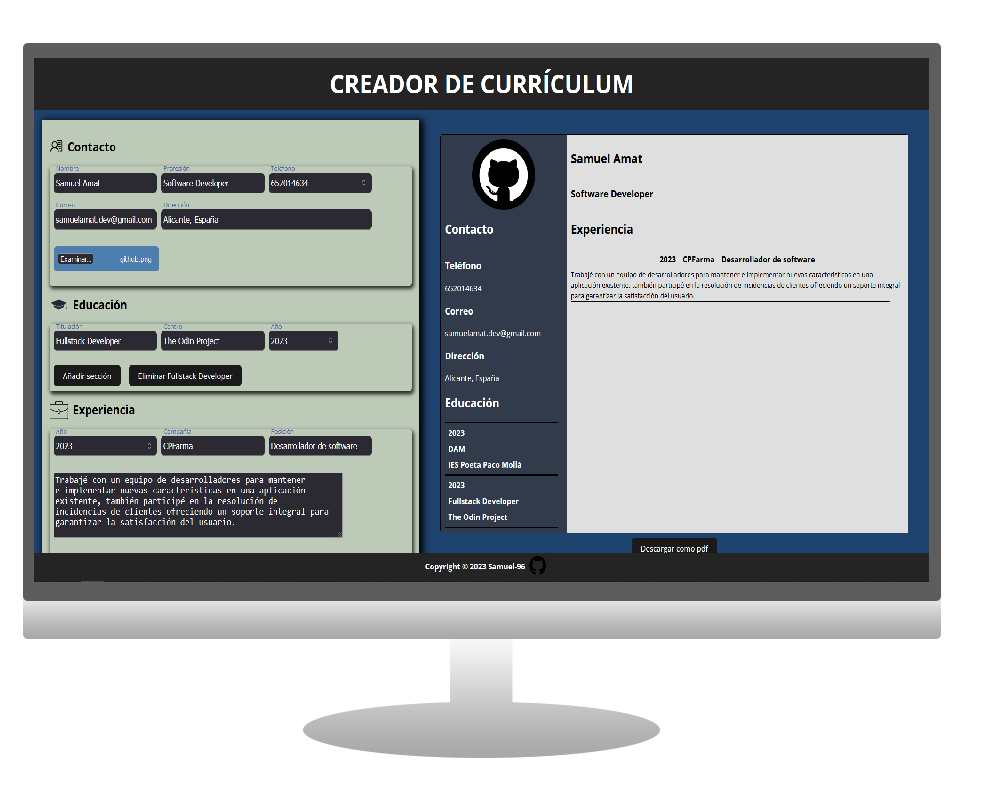 CREADOR DE CURRÍCULUM
Contacto
Nombre Profesión Teléfono
Samuel Amat Software Developer 652014634
Correo Dirección
samuelamat.dev@gmail.com Alicante, España
Examinar... github.png
Educación
Titulación Centro Año
Fullstack Developer The Odin Project 2023
Añadir sección Eliminar Fullstack Developer
Experiencia
Año Compañía Posición
2023 CPFarma Desarrollador de software
Trabajé con un equipo de desarrolladores para mantener
e implementar nuevas características en una aplicación
existente, también participé en la resolución de
incidencias de clientes ofreciendo un soporte integral para
garantizar la satisfacción del usuario.
Contacto
Teléfono
652014634
Correo
samuelamat.dev@gmail.com
Dirección
Alicante, España
Educación
2023
DAM
IES Poeta Paco Mollà
2023
Fullstack Developer
The Odin Project
Samuel Amat
Software Developer
Experiencia
2023 CPFarma Desarrollador de software
Trabajé con un equipo de desarrolladores para mantener e implementar nuevas características en una
aplicación existente, también participé en la resolución de incidencias de clientes ofreciendo un soporte integral
para garantizar la satisfacción del usuario.
Descargar como pdf
Copyright © 2023 Samuel-96